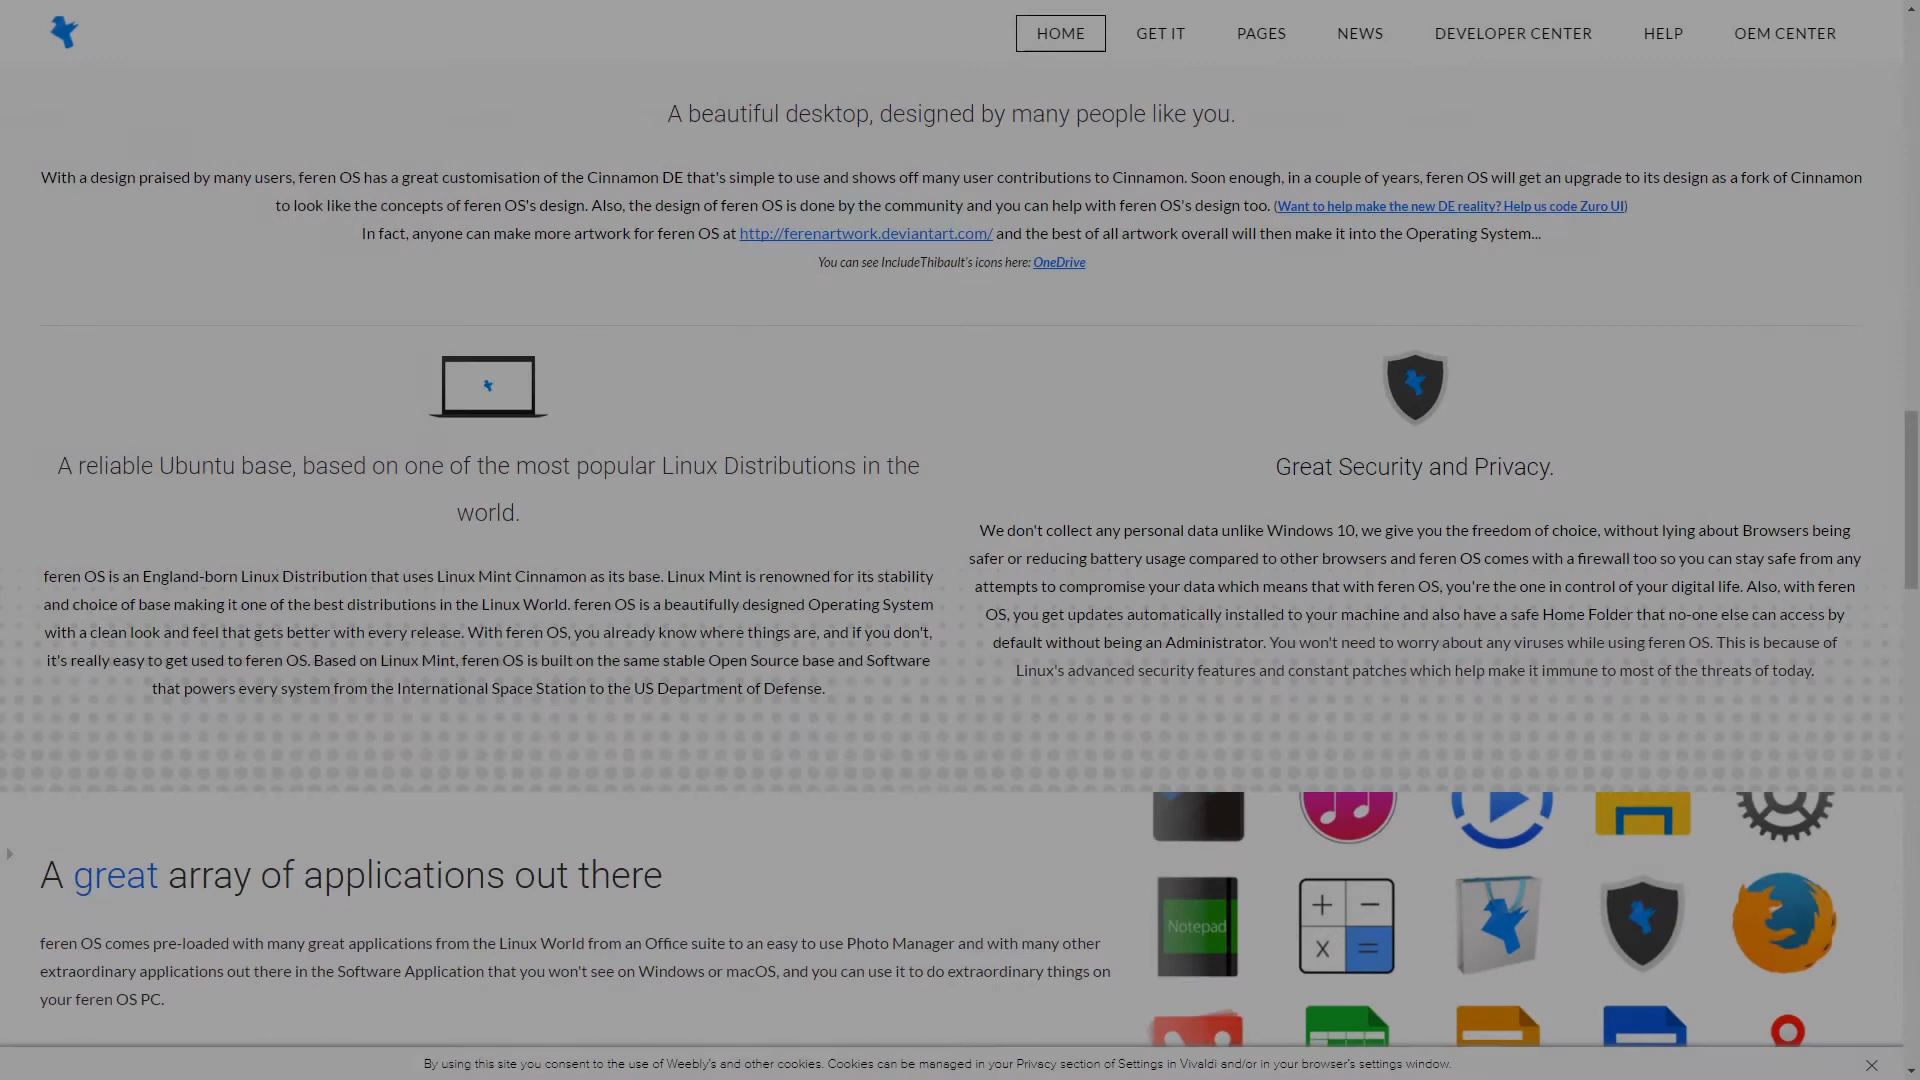 HOME GET IT PAGES NEWS DEVELOPER CENTER HELP OEM CENTER
A beautiful desktop, designed by many people like you.
With a design praised by many users, feren OS has a great customisation of the Cinnamon DE that's simple to use and shows off many user contributions to Cinnamon. Soon enough, in a couple of years, feren OS will get an upgrade to its design as a fork of Cinnamon
to look like the concepts of feren OS's design. Also, the design of feren OS is done by the community and you can help with feren OS's design too. (Want to help make the new DE reality? Help us code Zuro UI)
In fact, anyone can make more artwork for feren OS at http://ferenartwork.deviantart.com/ and the best of all artwork overall will then make it into the Operating System...
You can see IncludeThibault's icons here: OneDrive
A reliable Ubuntu base, based on one of the most popular Linux Distributions in the
world.
feren OS is an England-born Linux Distribution that uses Linux Mint Cinnamon as its base. Linux Mint is renowned for its stability
and choice of base making it one of the best distributions in the Linux World. feren OS is a beautifully designed Operating System
with a clean look and feel that gets better with every release. With feren OS, you already know where things are, and if you don't,
it's really easy to get used to feren OS. Based on Linux Mint, feren OS is built on the same stable Open Source base and Software
that powers every system from the International Space Station to the US Department of Defense.
Great Security and Privacy.
We don't collect any personal data unlike Windows 10, we give you the freedom of choice, without lying about Browsers being
safer or reducing battery usage compared to other browsers and feren OS comes with a firewall too so you can stay safe from any
attempts to compromise your data which means that with feren OS, you're the one in control of your digital life. Also, with feren
OS, you get updates automatically installed to your machine and also have a safe Home Folder that no-one else can access by
default without being an Administrator. You won't need to worry about any viruses while using feren OS. This is because of
Linux's advanced security features and constant patches which help make it immune to most of the threats of today.
A great array of applications out there
feren OS comes pre-loaded with many great applications from the Linux World from an Office suite to an easy to use Photo Manager and with many other
extraordinary applications out there in the Software Application that you won't see on Windows or macOS, and you can use it to do extraordinary things on
your feren OS PC.
Notepad
+ −
X =
By using this site you consent to the use of Weebly's and other cookies. Cookies can be managed in your Privacy section of Settings in Vivaldi and/or in your browser's settings window.